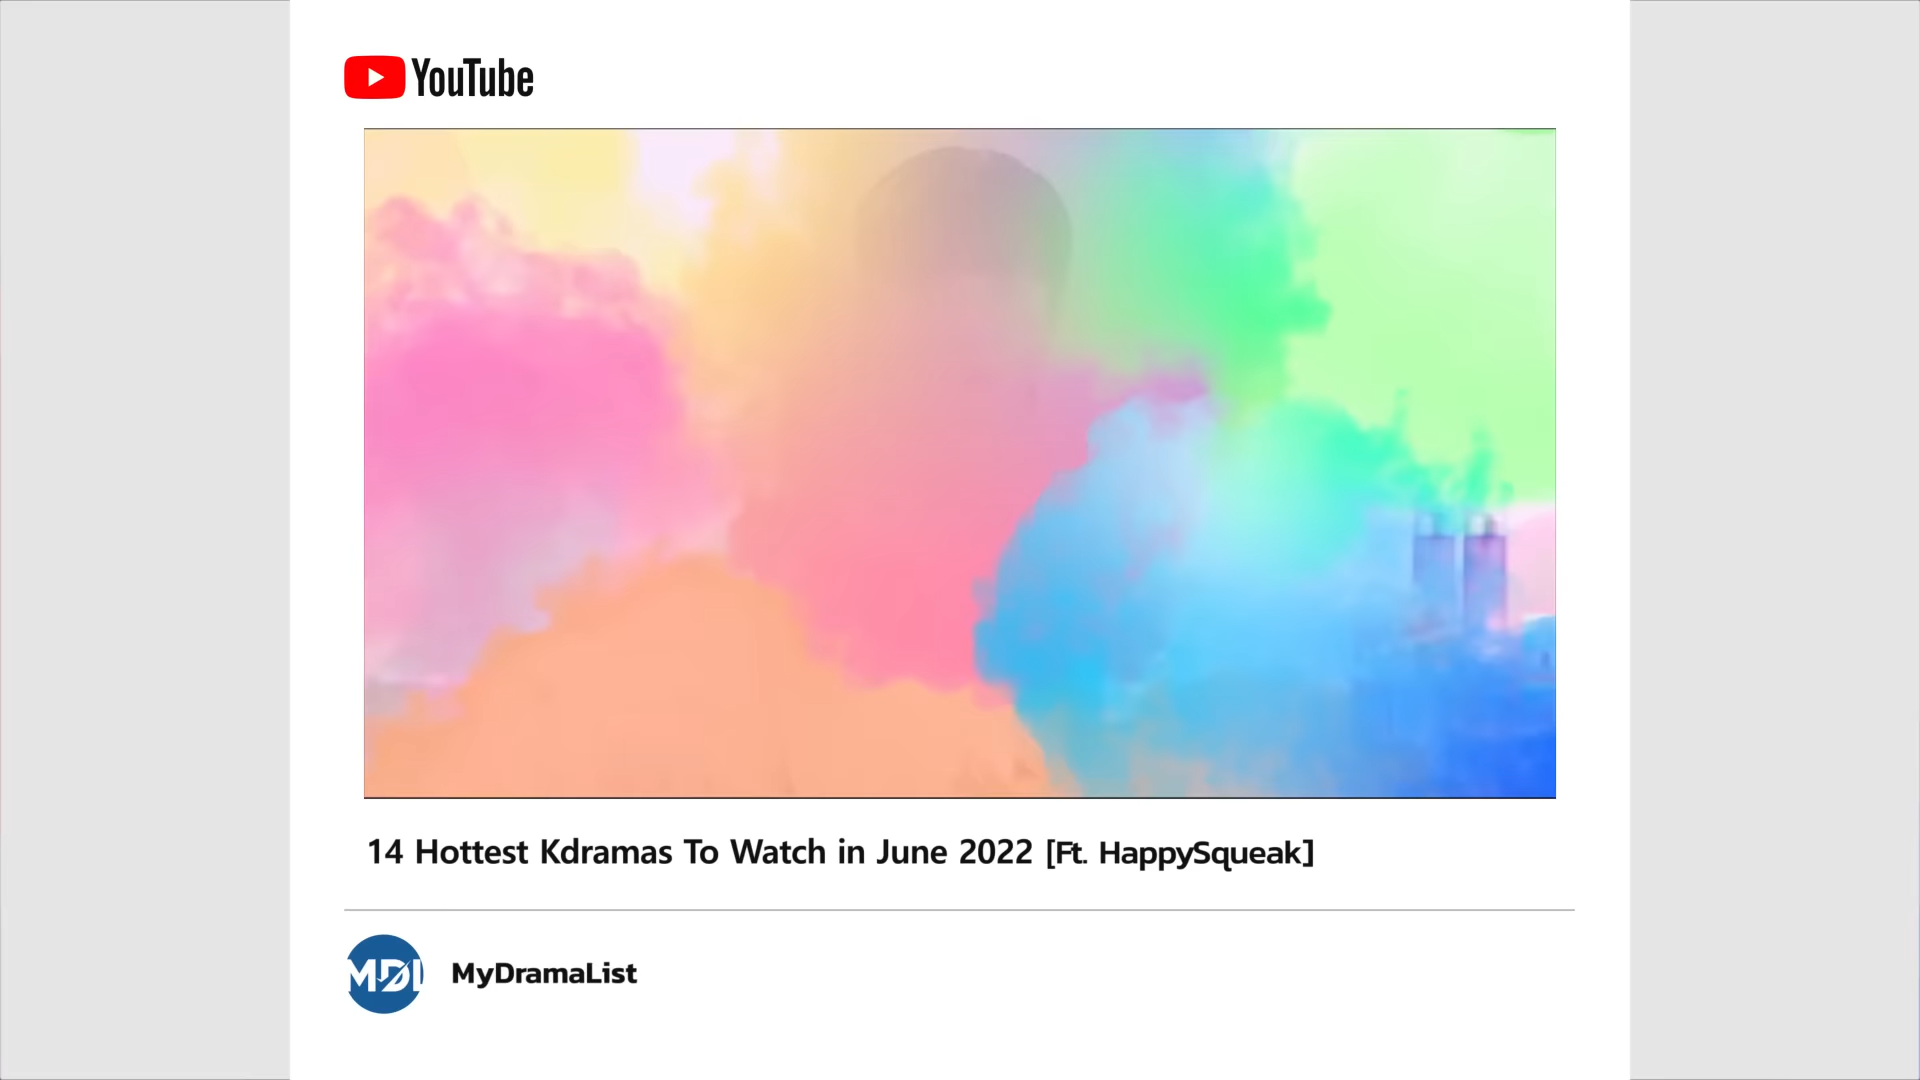 YouTube
14 Hottest Kdramas To Watch in June 2022 [Ft. HappySqueak]
MDL
MyDramaList